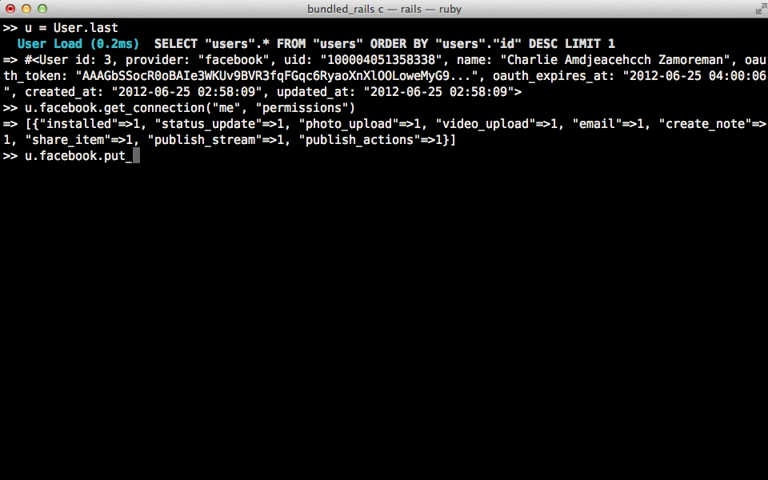 bundled_rails c — rails — ruby
>> u = User.last
User Load (0.2ms)  SELECT "users".* FROM "users" ORDER BY "users"."id" DESC LIMIT 1
=> #<User id: 3, provider: "facebook", uid: "100004051358338", name: "Charlie Amdjeacehcch Zamoreman", oau
th_token: "AAAGbSSocR0oBAIe3WKUv9BVR3fqFGqc6RyaoXnXlOOLoweMyG9...", oauth_expires_at: "2012-06-25 04:00:06
", created_at: "2012-06-25 02:58:09", updated_at: "2012-06-25 02:58:09">
>> u.facebook.get_connection("me", "permissions")
=> [{"installed"=>1, "status_update"=>1, "photo_upload"=>1, "video_upload"=>1, "email"=>1, "create_note"=>
1, "share_item"=>1, "publish_stream"=>1, "publish_actions"=>1}]
>> u.facebook.put_